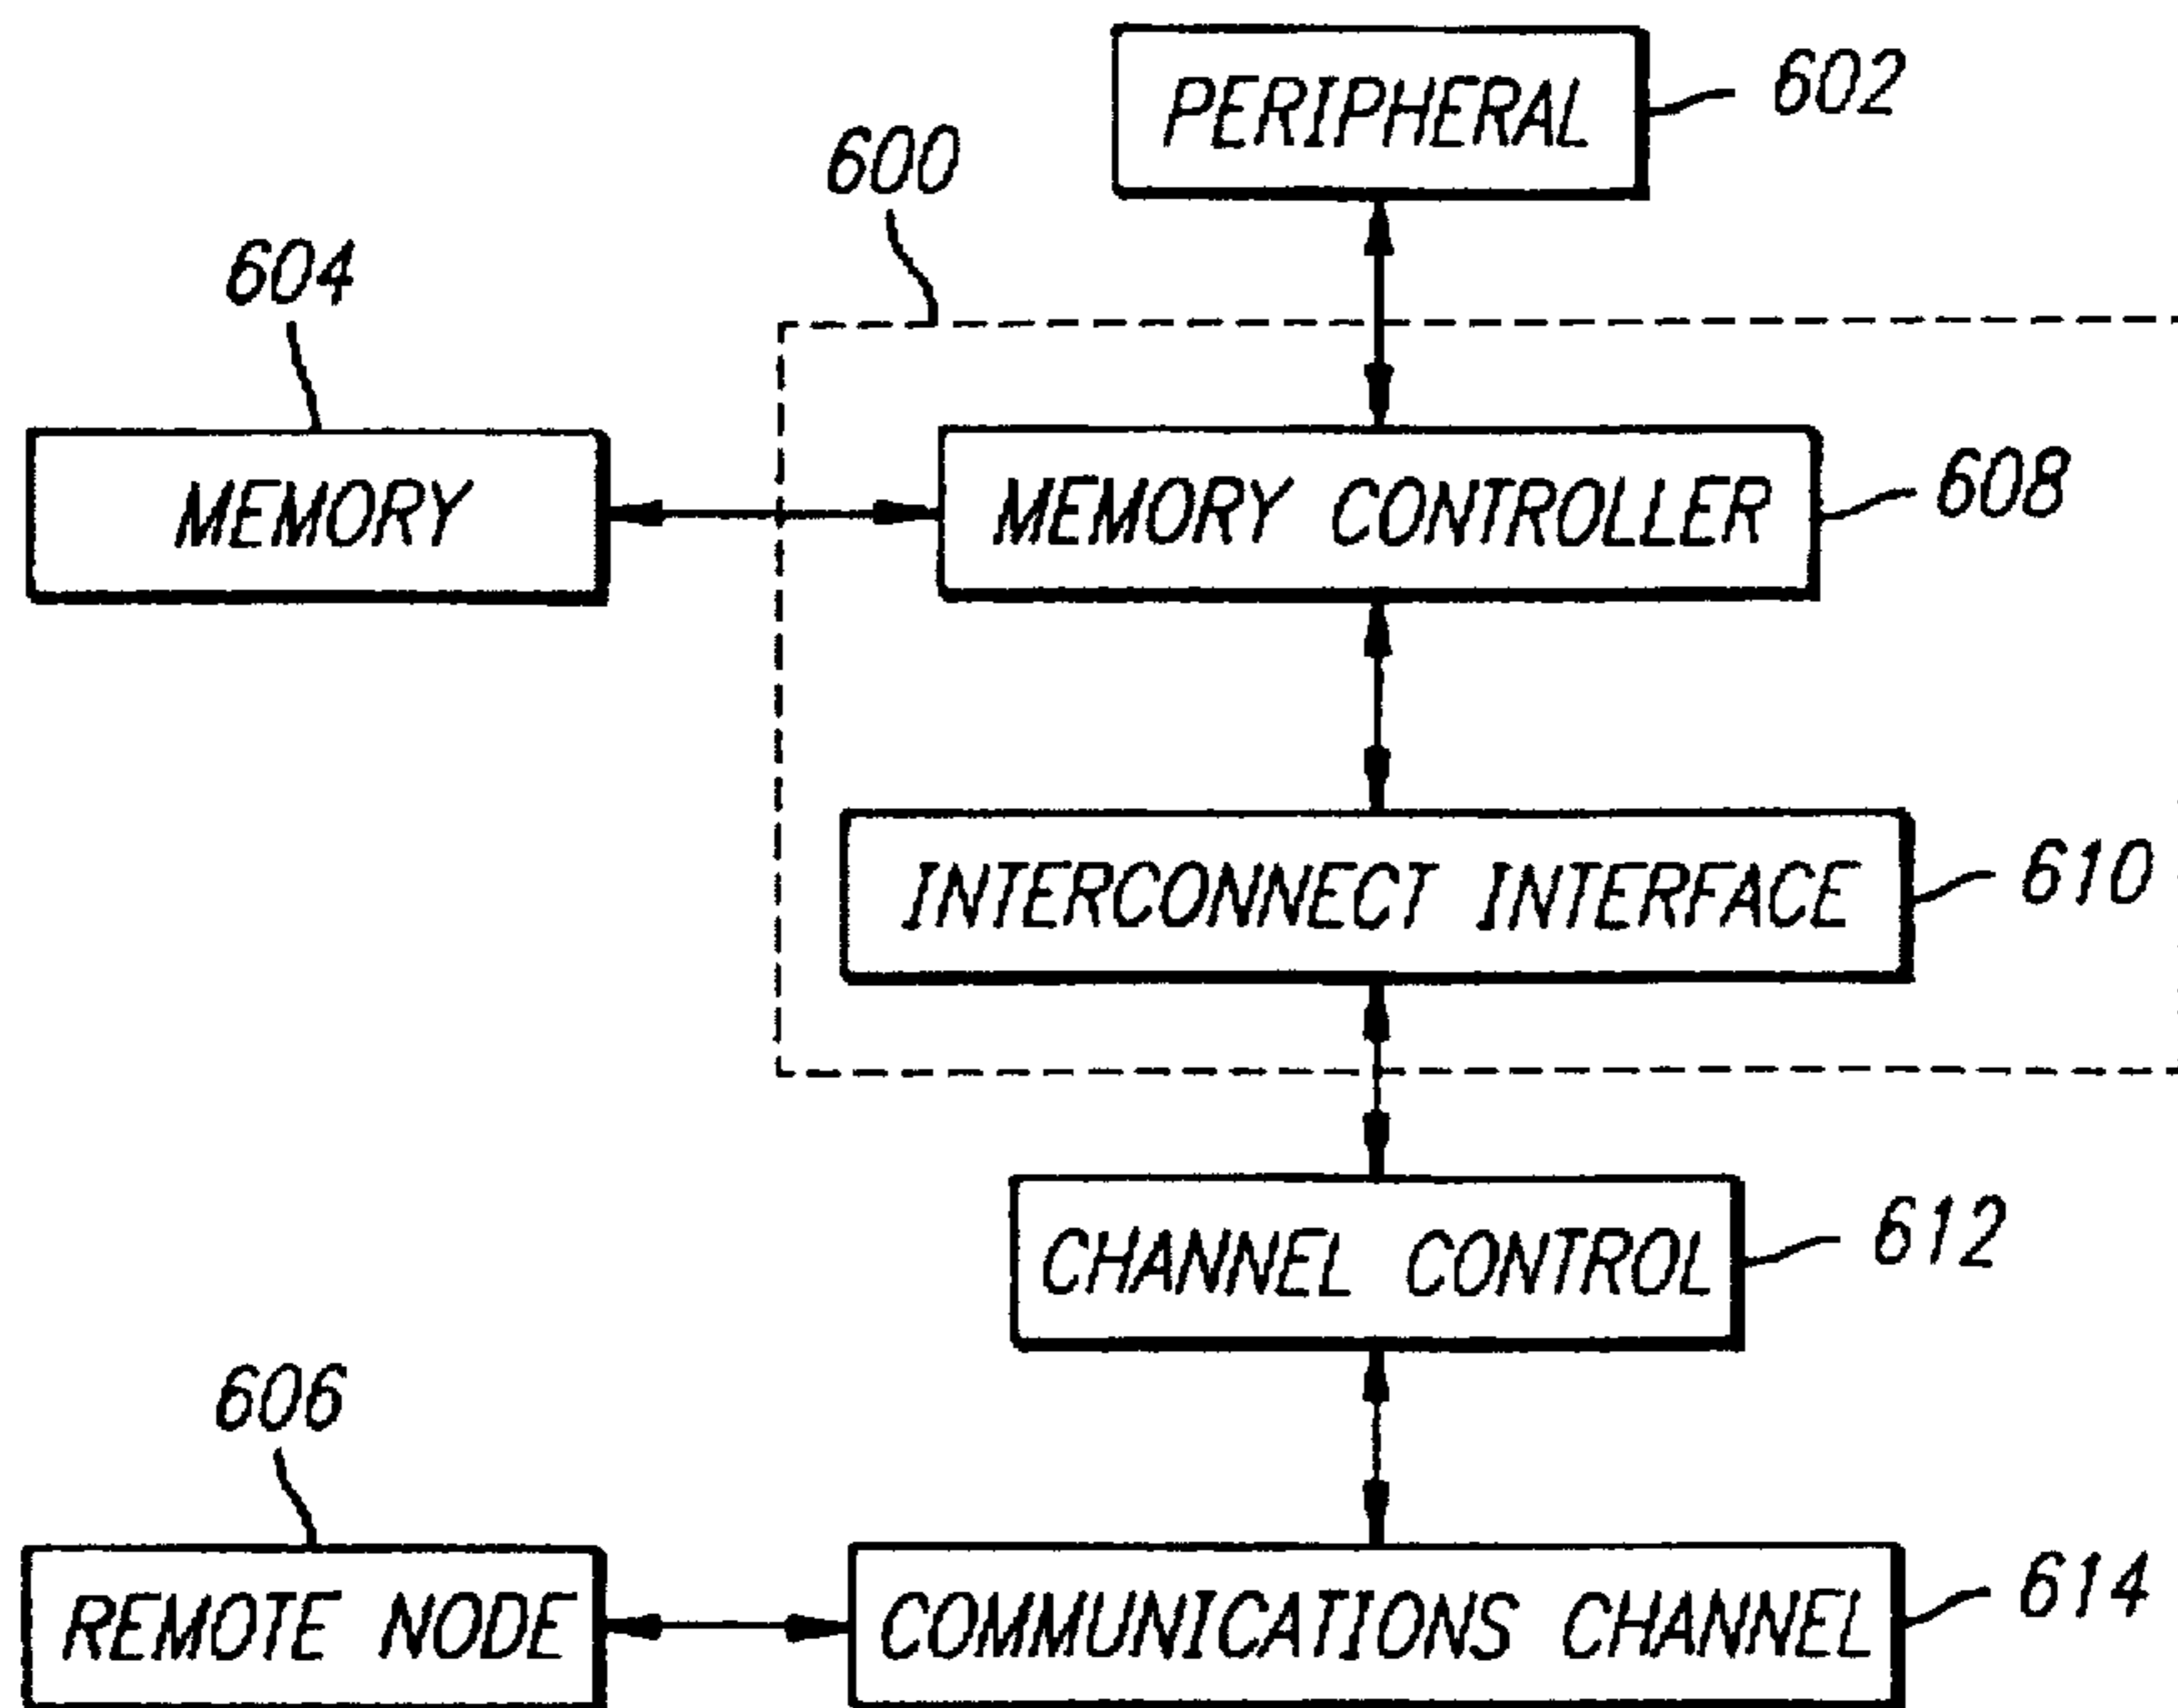 PERIPHERAL
602
600
604
MEMORY
MEMORY CONTROLLER
608
INTERCONNECT INTERFACE
610
CHANNEL CONTROL
612
606
REMOTE NODE
COMMUNICATIONS CHANNEL
614